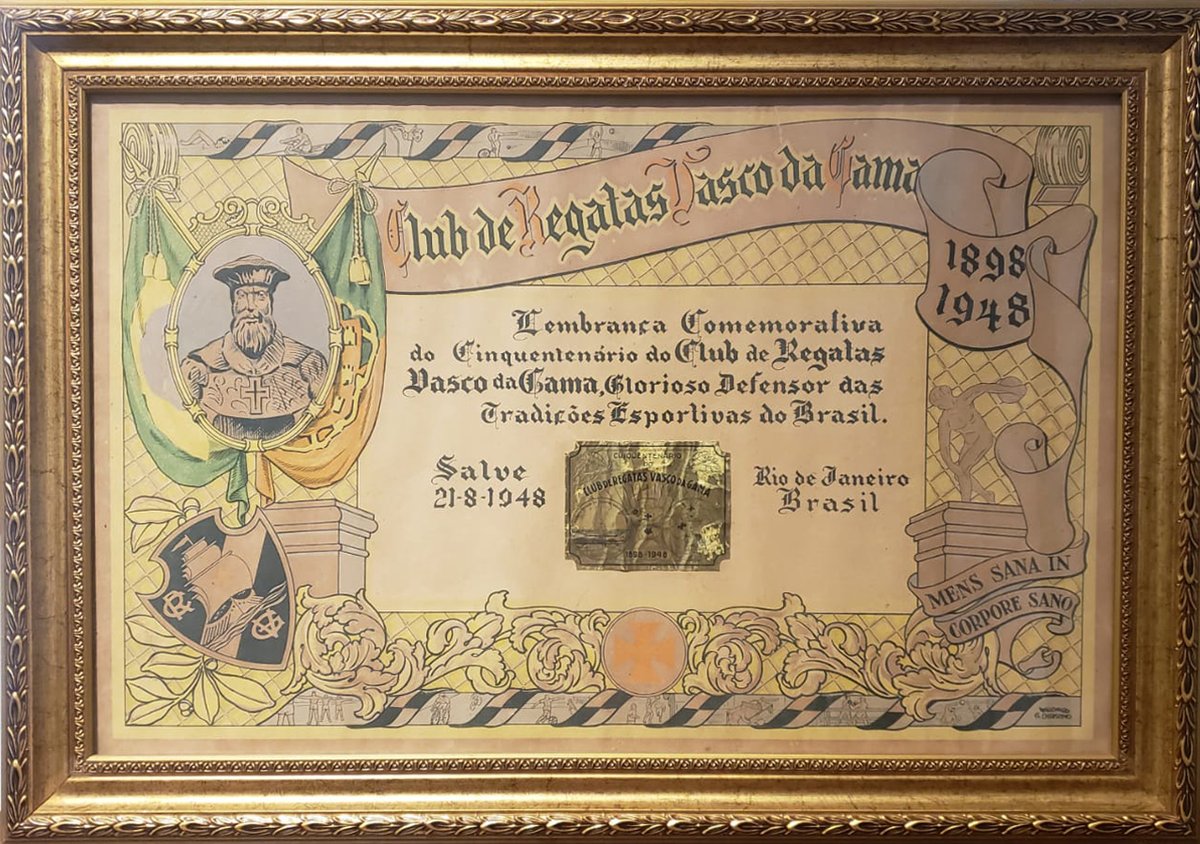 Club de Regatas Vasco da Gama
1898
1948
Lembrança Comemorativa
do Cinquentenário do Club de Regatas
Vasco da Gama, Glorioso Defensor das
Tradições Esportivas do Brasil.
Salve
21-8-1948
CINQUENTENÁRIO
DO
CLUB DE REGATAS VASCO DA GAMA
1898-1948
Rio de Janeiro
Brasil
MENS SANA IN
CORPORE SANO